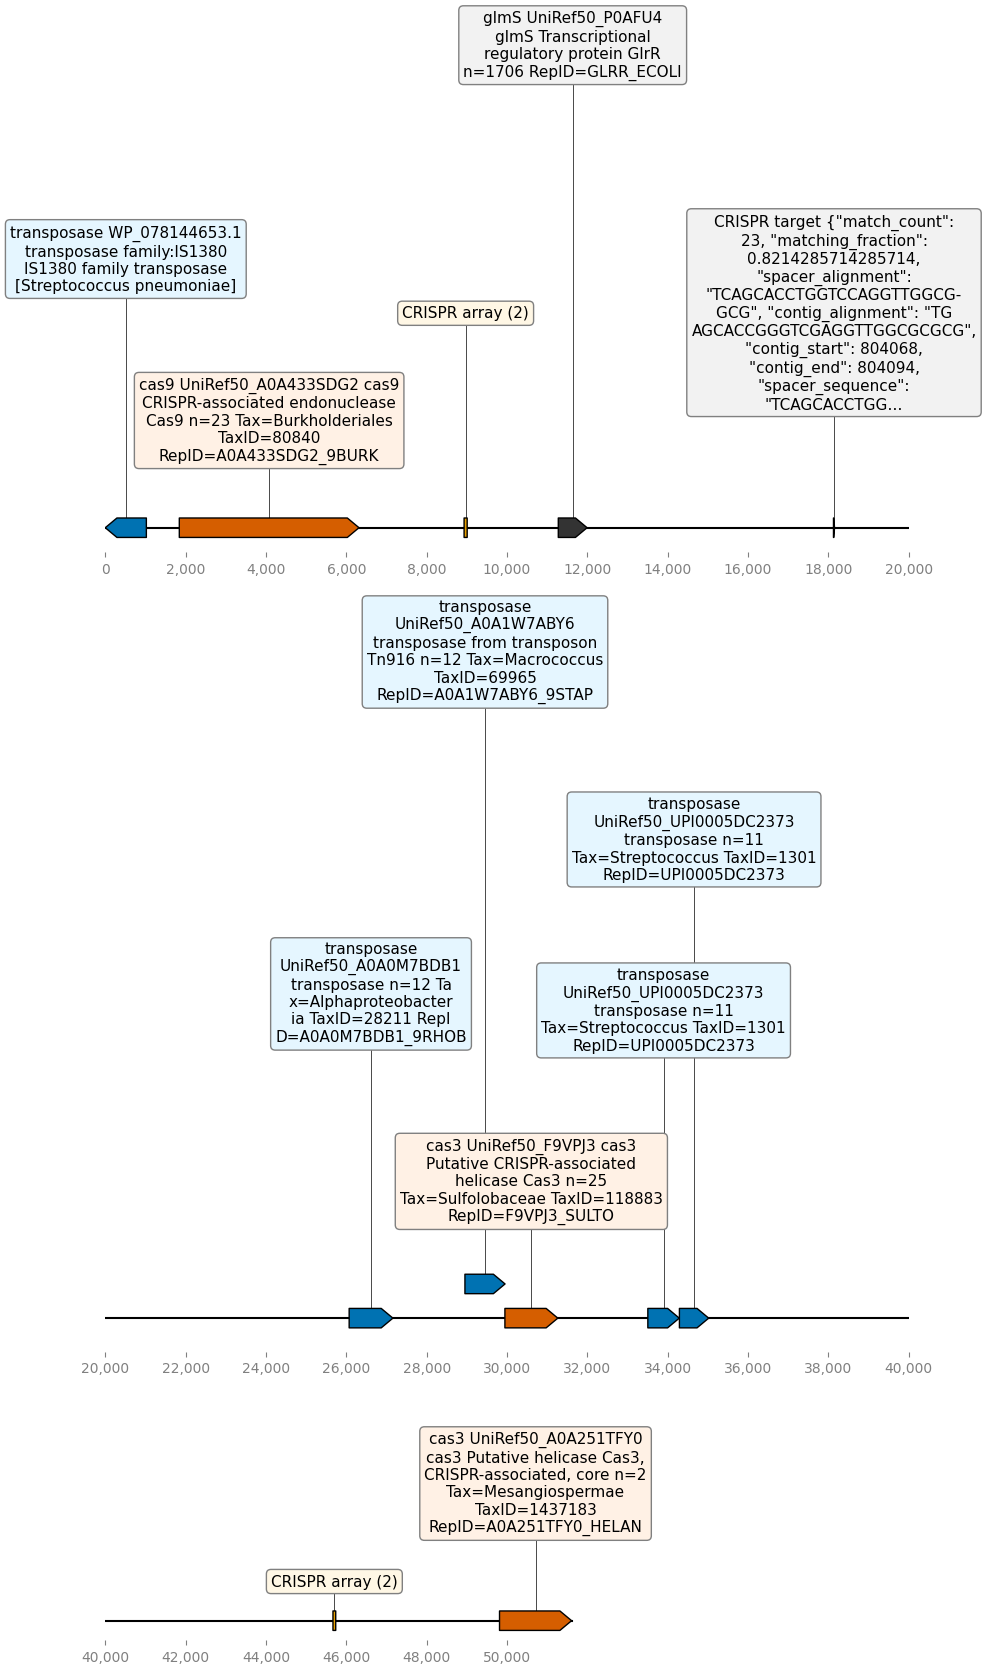 glmS UniRef50_P0AFU4
glmS Transcriptional
regulatory protein GlrR
n=1706 RepID=GLRR_ECOLI
transposase WP_078144653.1
transposase family:IS1380
IS1380 family transposase
[Streptococcus pneumoniae]
CRISPR target {"match_count":
23, "matching_fraction":
0.8214285714285714,
"spacer_alignment":
"TCAGCACCTGGTCCAGGTTGGCG-
GCG", "contig_alignment": "TG
AGCACCGGGTCGAGGTTGGCGCGCG",
"contig_start": 804068,
"contig_end": 804094,
"spacer_sequence":
"TCAGCACCTGG...
CRISPR array (2)
cas9 UniRef50_A0A433SDG2 cas9
CRISPR-associated endonuclease
Cas9 n=23 Tax=Burkholderiales
TaxID=80840
RepID=A0A433SDG2_9BURK
0 2,000 4,000 6,000 8,000 10,000 12,000 14,000 16,000 18,000 20,000
transposase
UniRef50_A0A1W7ABY6
transposase from transposon
Tn916 n=12 Tax=Macrococcus
TaxID=69965
RepID=A0A1W7ABY6_9STAP
transposase
UniRef50_UPI0005DC2373
transposase n=11
Tax=Streptococcus TaxID=1301
RepID=UPI0005DC2373
transposase
UniRef50_A0A0M7BDB1
transposase n=12 Ta
x=Alphaproteobacter
ia TaxID=28211 RepI
D=A0A0M7BDB1_9RHOB
transposase
UniRef50_UPI0005DC2373
transposase n=11
Tax=Streptococcus TaxID=1301
RepID=UPI0005DC2373
cas3 UniRef50_F9VPJ3 cas3
Putative CRISPR-associated
helicase Cas3 n=25
Tax=Sulfolobaceae TaxID=118883
RepID=F9VPJ3_SULTO
20,000 22,000 24,000 26,000 28,000 30,000 32,000 34,000 36,000 38,000 40,000
cas3 UniRef50_A0A251TFY0
cas3 Putative helicase Cas3,
CRISPR-associated, core n=2
Tax=Mesangiospermae
TaxID=1437183
RepID=A0A251TFY0_HELAN
CRISPR array (2)
40,000 42,000 44,000 46,000 48,000 50,000